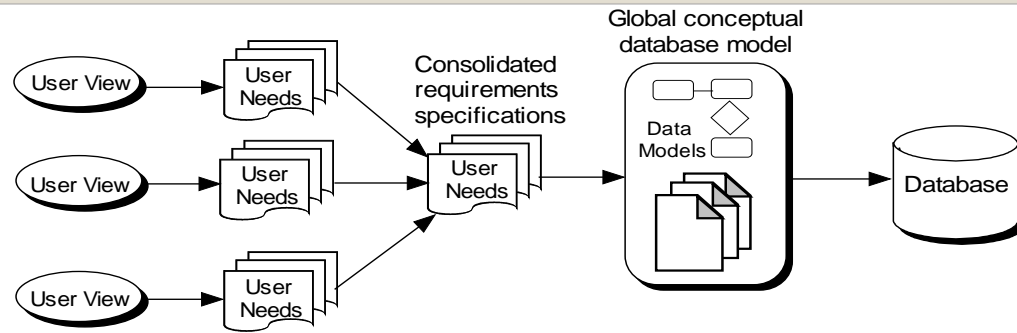 Global conceptual
database model
User View
User
Needs
Consolidated
requirements
specifications
User View
User
Needs
User
Needs
Data
Models
Database
User View
User
Needs